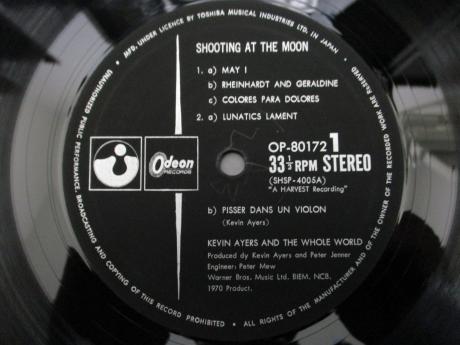 MFG. UNDER LICENCE BY TOSHIBA MUSICAL INDUSTRIES LTD, IN JAPAN.
SHOOTING AT THE MOON
1. a) MAY I
b) RHEINHARDT AND GERALDINE
c) COLORES PARA DOLORES
2. a) LUNATICS LAMENT
Odeon
RECORDS
OP-80172 1
33 1/3 RPM STEREO
(SHSP-4005A)
"A HARVEST Recording"
b) PISSER DANS UN VIOLON
(Kevin Ayers)
KEVIN AYERS AND THE WHOLE WORLD
Produced by Kevin Ayers and Peter Jenner
Engineer: Peter Mew
Warner Bros. Music Ltd. BIEM. NCB.
1970 Product.
UNAUTHORIZED PUBLIC PERFORMANCE, BROADCASTING AND COPYING OF THIS RECORD PROHIBITED • ALL RIGHTS OF THE MANUFACTURER AND OF THE OWNER OF THE RECORDED WORK ARE RESERVED